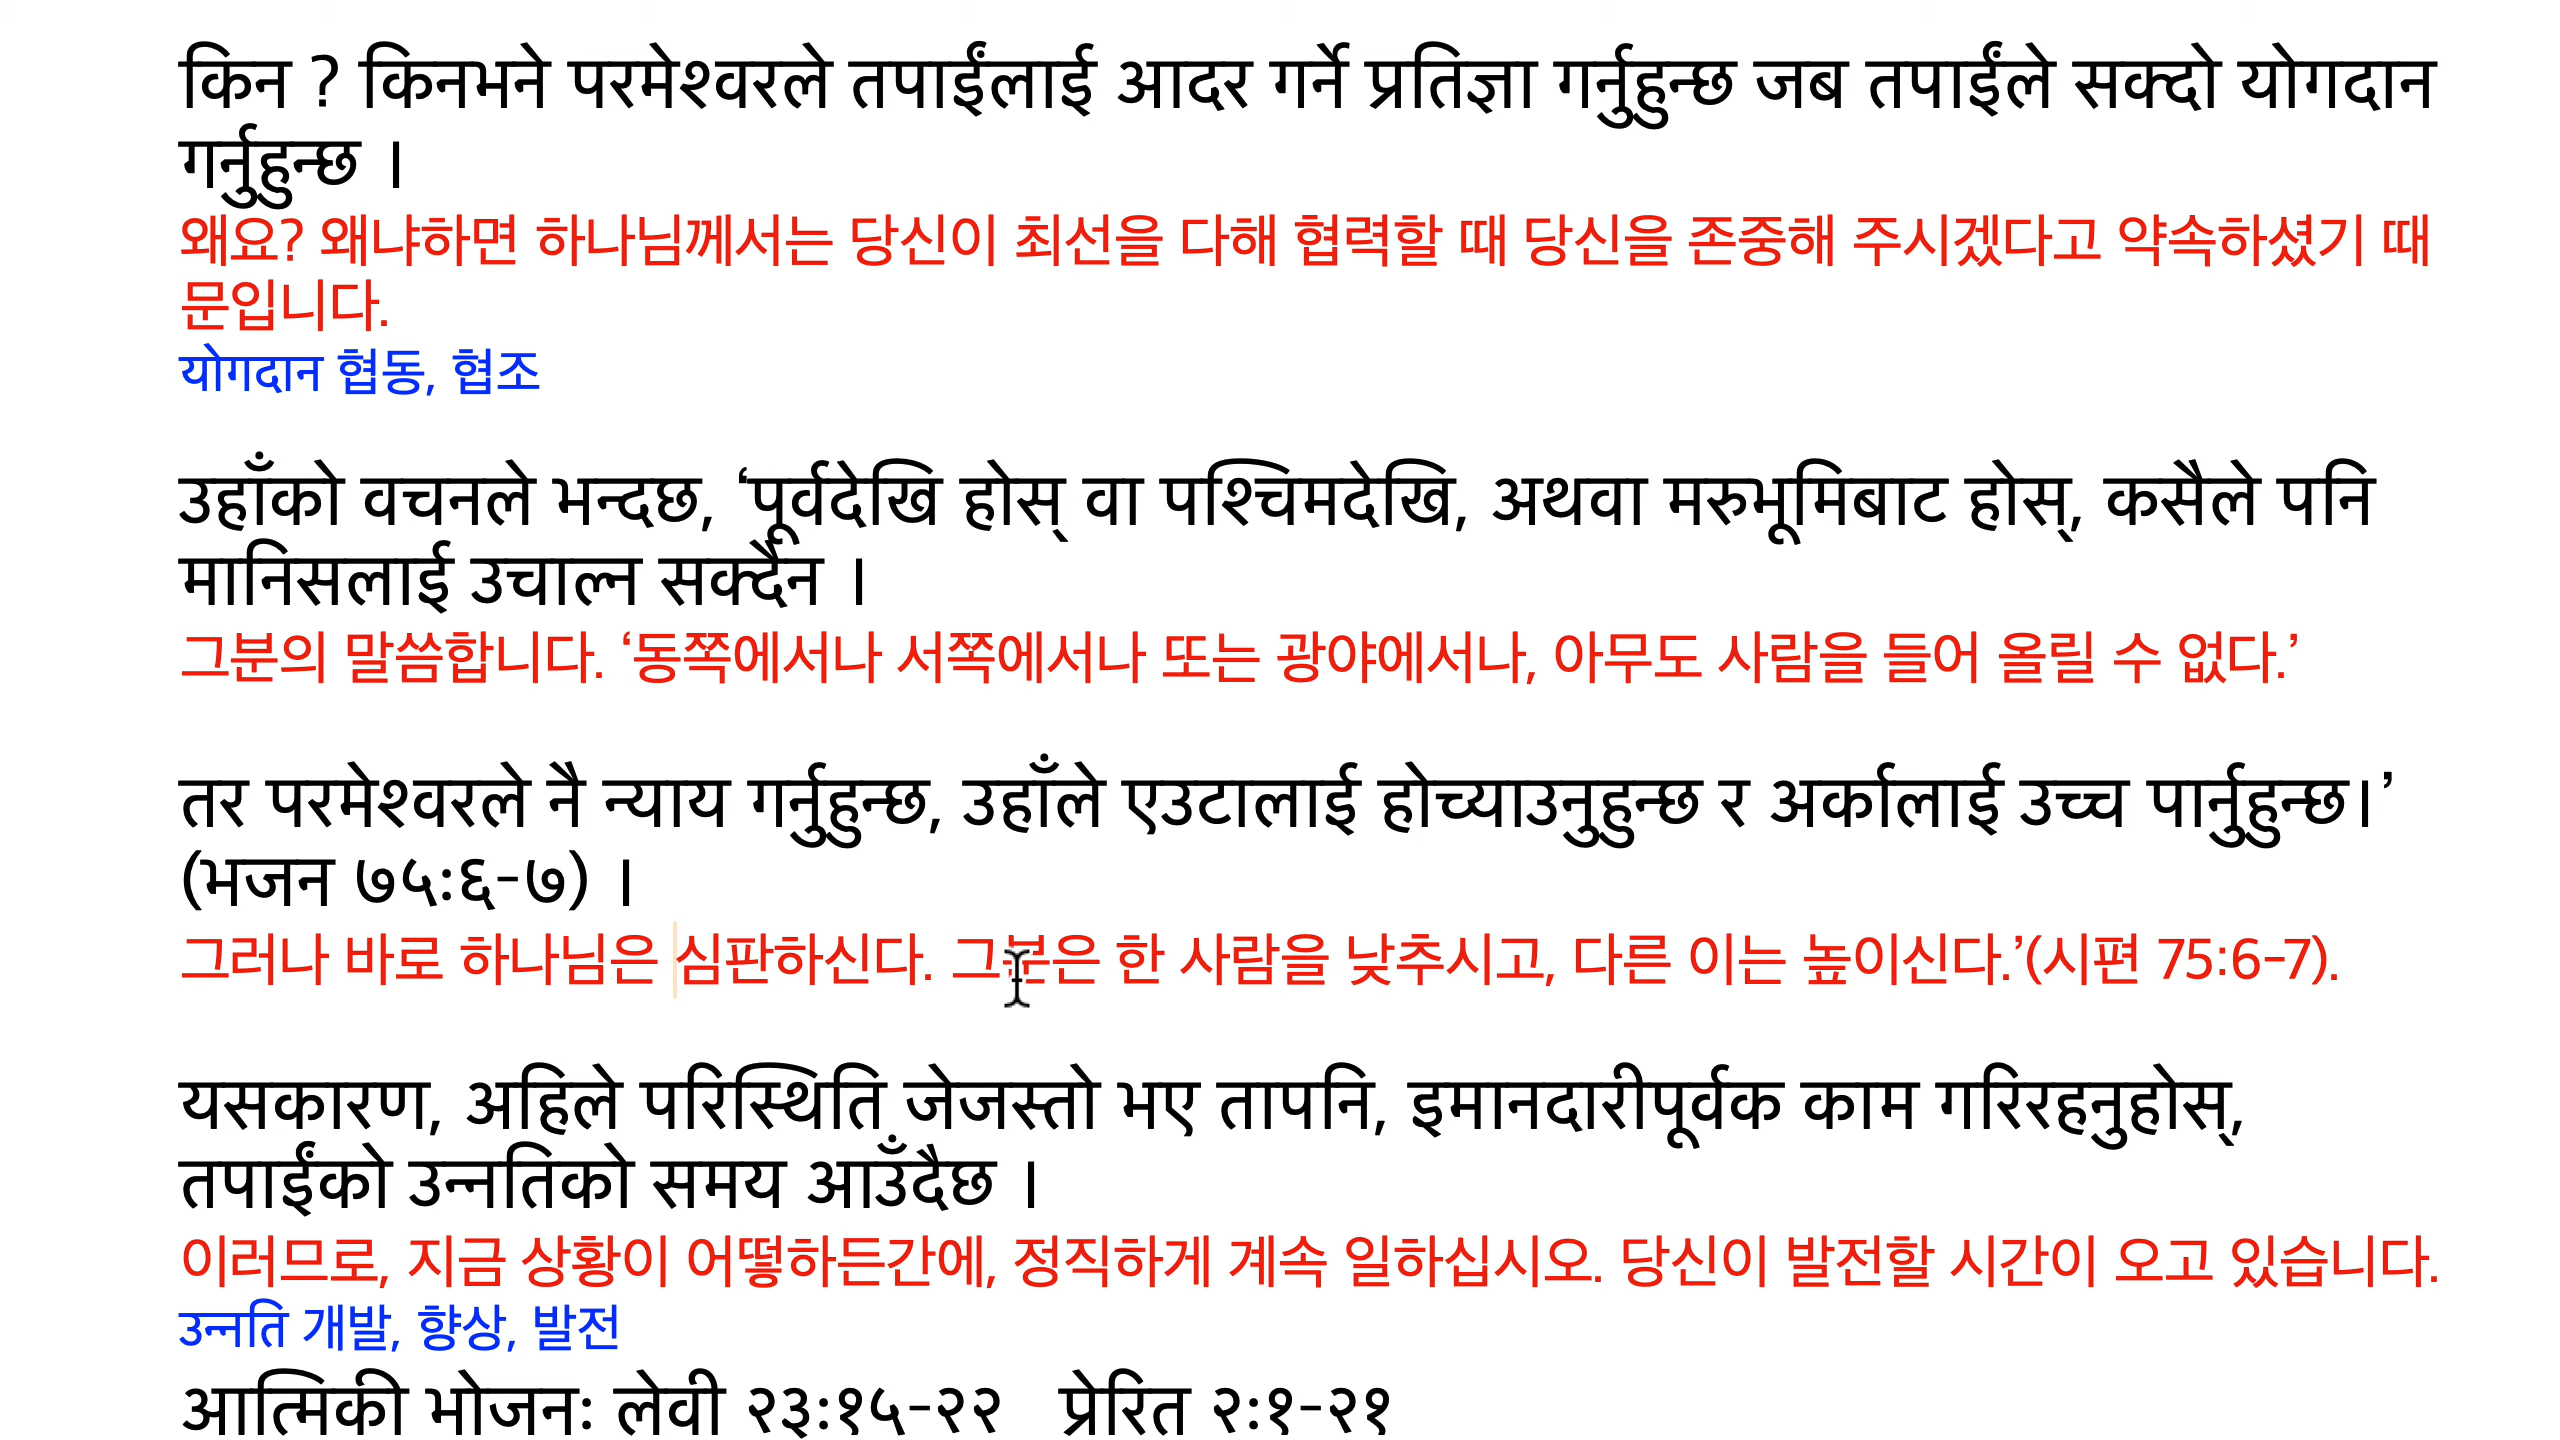 किन ? किनभने परमेश्वरले तपाईंलाई आदर गर्ने प्रतिज्ञा गर्नुहुन्छ जब तपाईंले सक्दो योगदान
गर्नुहुन्छ ।
왜요? 왜냐하면 하나님께서는 당신이 최선을 다해 협력할 때 당신을 존중해 주시겠다고 약속하셨기 때
문입니다.
योगदान 협동, 협조
उहाँको वचनले भन्दछ, ‘पूर्वदेखि होस् वा पश्चिमदेखि, अथवा मरुभूमिबाट होस्, कसैले पनि
मानिसलाई उचाल्न सक्दैन ।
그분의 말씀합니다. ‘동쪽에서나 서쪽에서나 또는 광야에서나, 아무도 사람을 들어 올릴 수 없다.’
तर परमेश्वरले नै न्याय गर्नुहुन्छ, उहाँले एउटालाई होच्याउनुहुन्छ र अर्कालाई उच्च पार्नुहुन्छ।’
(भजन ७५:६-७) ।
그러나 바로 하나님은 심판하신다. 그분은 한 사람을 낮추시고, 다른 이는 높이신다.’(시편 75:6-7).
यसकारण, अहिले परिस्थिति जेजस्तो भए तापनि, इमानदारीपूर्वक काम गरिरहनुहोस्,
तपाईंको उन्नतिको समय आउँदैछ ।
이러므로, 지금 상황이 어떻하든간에, 정직하게 계속 일하십시오. 당신이 발전할 시간이 오고 있습니다.
उन्नति 개발, 향상, 발전
आत्मिकी भोजनः लेवी २३:१५-२२ प्रेरित २:१-२१